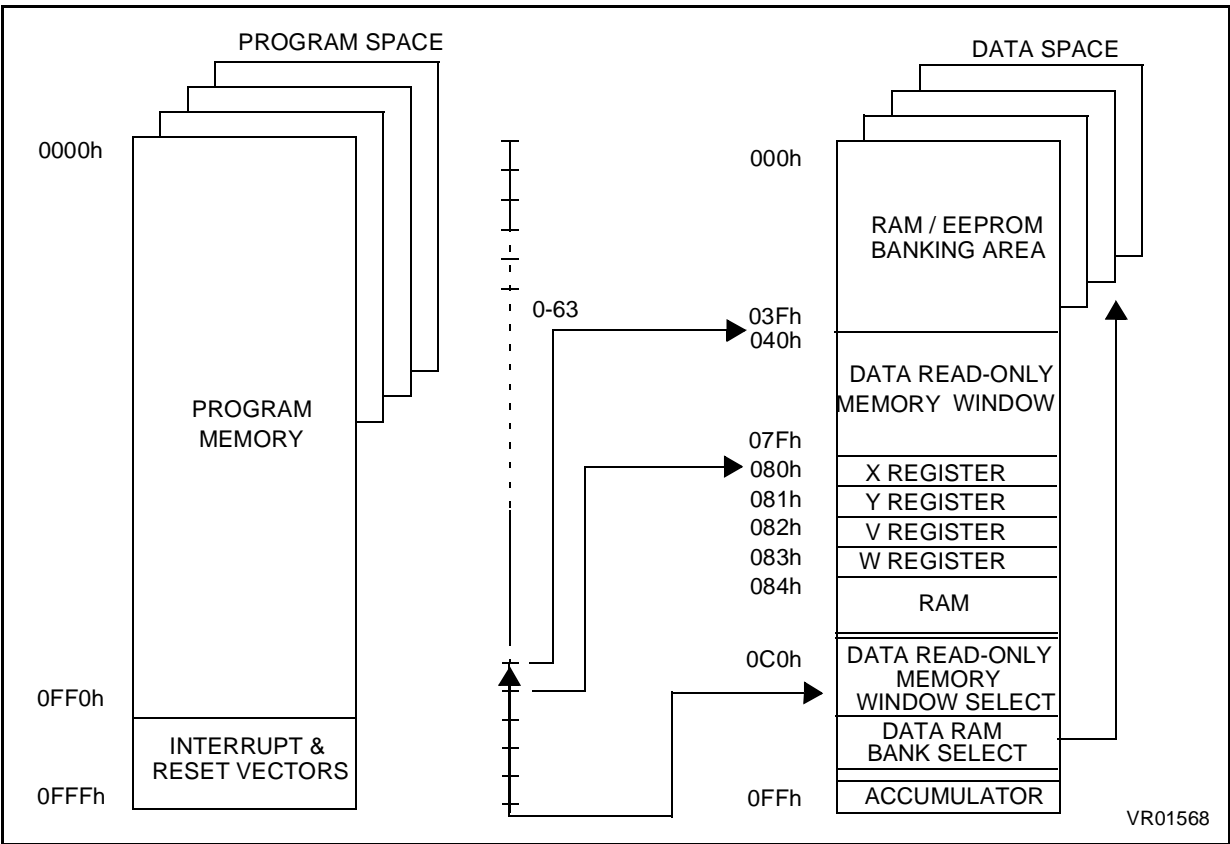 PROGRAM SPACE
0000h
PROGRAM
MEMORY
0FF0h
INTERRUPT &
RESET VECTORS
0FFFh
0-63
DATA SPACE
000h
RAM / EEPROM
BANKING AREA
03Fh
040h
DATA READ-ONLY
MEMORY WINDOW
07Fh
080h
X REGISTER
081h
Y REGISTER
082h
V REGISTER
083h
W REGISTER
084h
RAM
0C0h
DATA READ-ONLY
MEMORY
WINDOW SELECT
DATA RAM
BANK SELECT
0FFh
ACCUMULATOR
VR01568